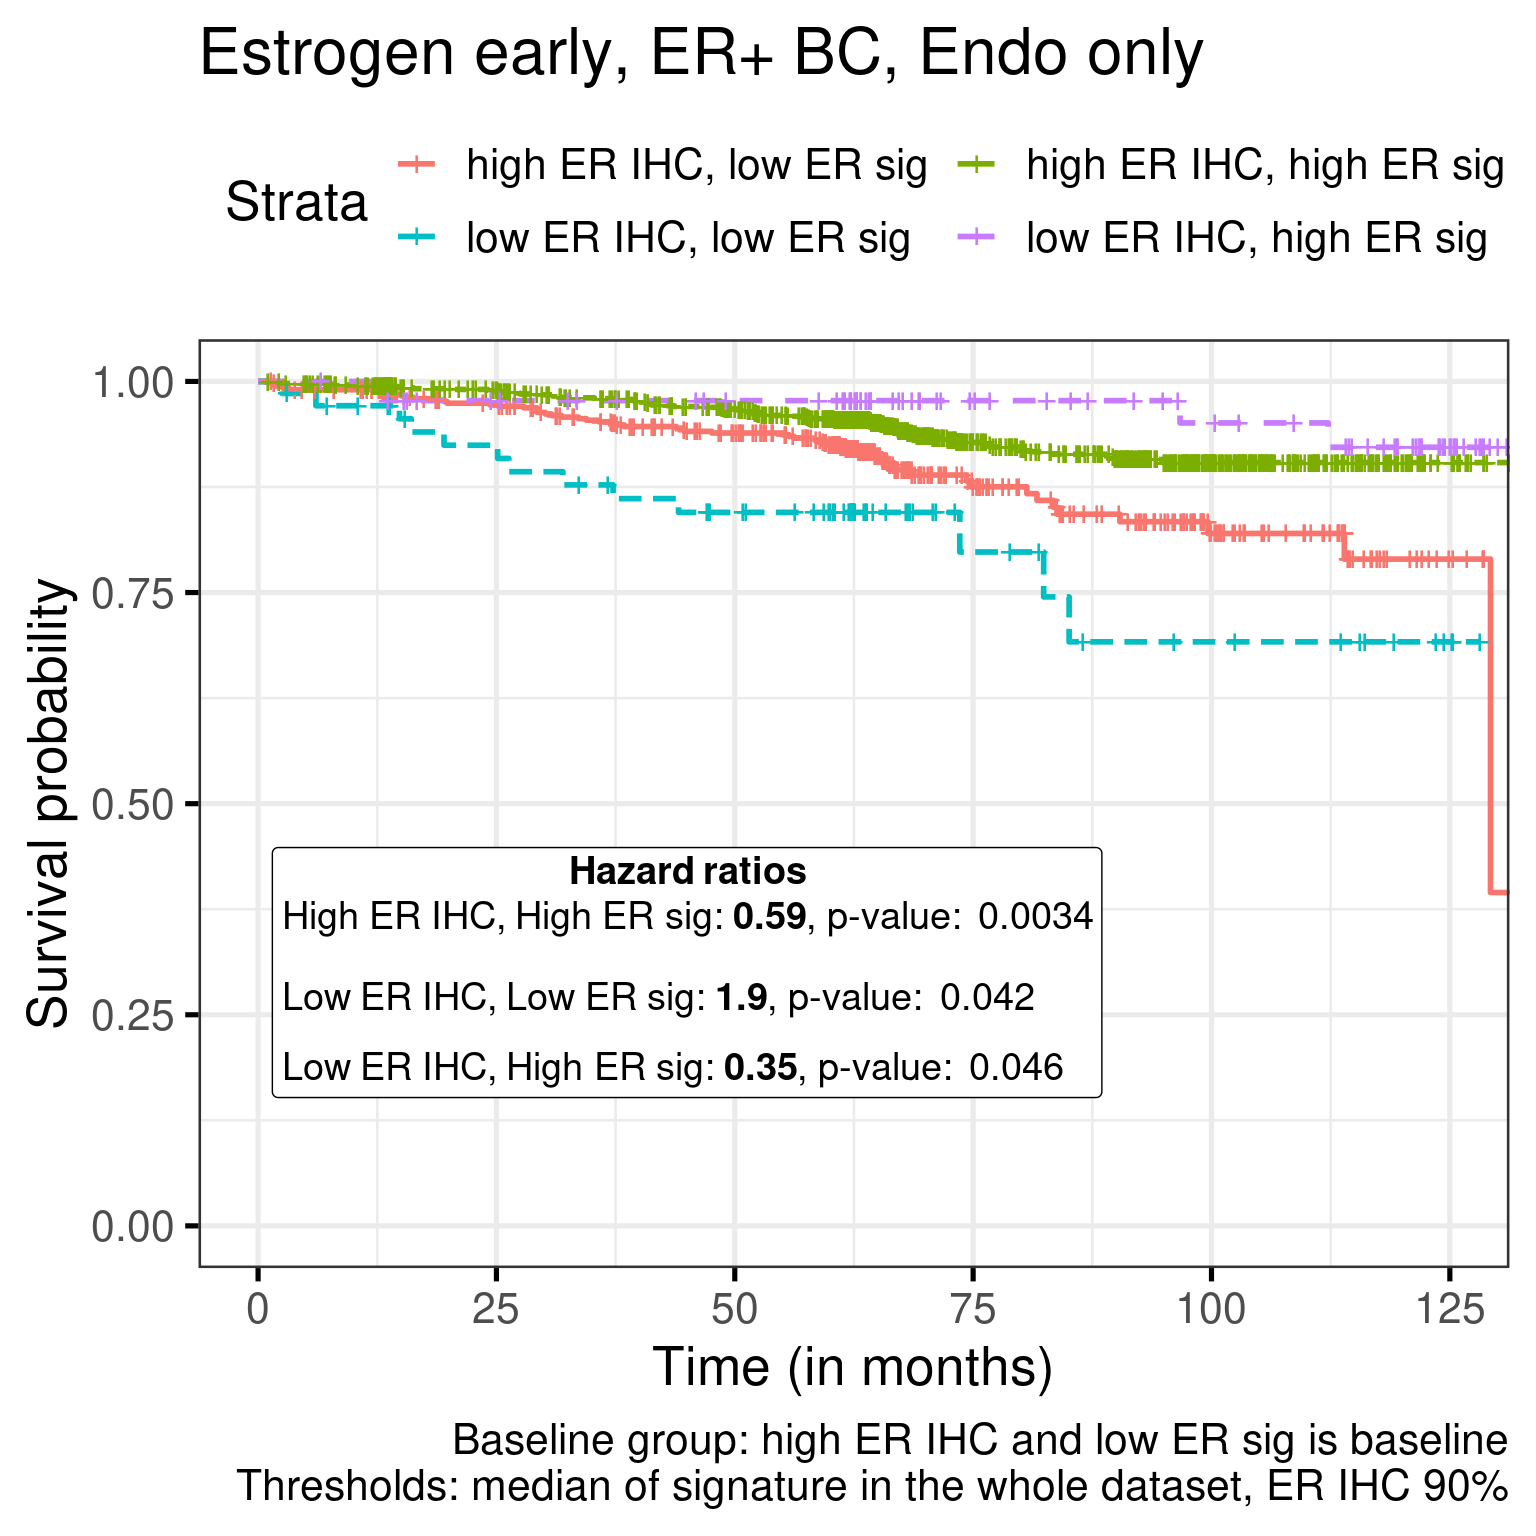 Estrogen early, ER+ BC, Endo only
Strata
high ER IHC, low ER sig
high ER IHC, high ER sig
low ER IHC, low ER sig
low ER IHC, high ER sig
Survival probability
1.00
0.75
0.50
0.25
0.00
Hazard ratios
High ER IHC, High ER sig: 0.59, p-value: 0.0034
Low ER IHC, Low ER sig: 1.9, p-value: 0.042
Low ER IHC, High ER sig: 0.35, p-value: 0.046
0 25 50 75 100 125
Time (in months)
Baseline group: high ER IHC and low ER sig is baseline
Thresholds: median of signature in the whole dataset, ER IHC 90%